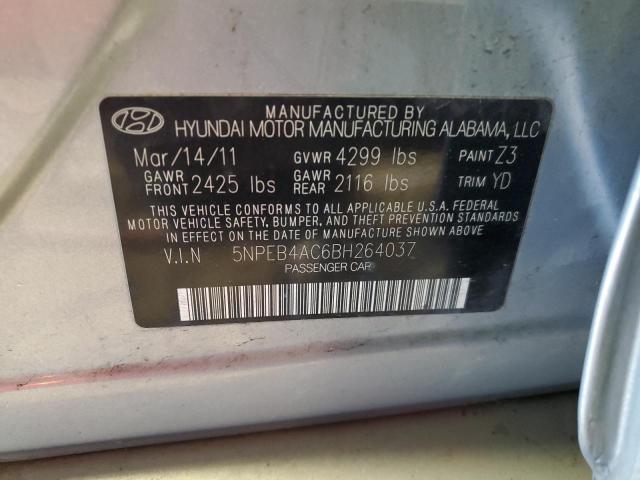 MANUFACTURED BY
HYUNDAI MOTOR MANUFACTURING ALABAMA, LLC
Mar/14/11 GVWR 4299 lbs PAINT Z3
GAWR FRONT 2425 lbs GAWR REAR 2116 lbs TRIM YD
THIS VEHICLE CONFORMS TO ALL APPLICABLE U.S.A. FEDERAL
MOTOR VEHICLE SAFETY, BUMPER, AND THEFT PREVENTION STANDARDS
IN EFFECT ON THE DATE OF MANUFACTURE SHOWN ABOVE
V.I.N 5NPEB4AC6BH264037
PASSENGER CAR